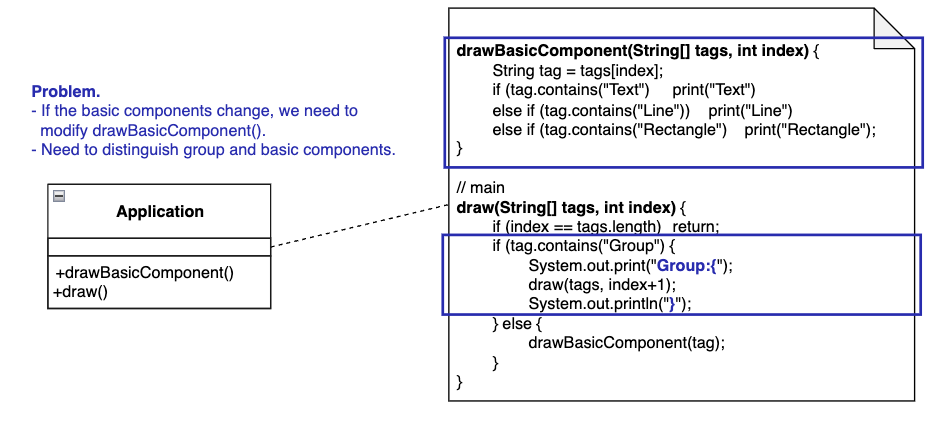 Problem.
- If the basic components change, we need to
modify drawBasicComponent().
- Need to distinguish group and basic components.
Application
+drawBasicComponent()
+draw()
drawBasicComponent(String[] tags, int index) {
String tag = tags[index];
if (tag.contains("Text") print("Text")
else if (tag.contains("Line")) print("Line")
else if (tag.contains("Rectangle") print("Rectangle");
}
// main
draw(String[] tags, int index) {
if (index == tags.length) return;
if (tag.contains("Group") {
System.out.print("Group:{");
draw(tags, index+1);
System.out.println("}");
} else {
drawBasicComponent(tag);
}
}